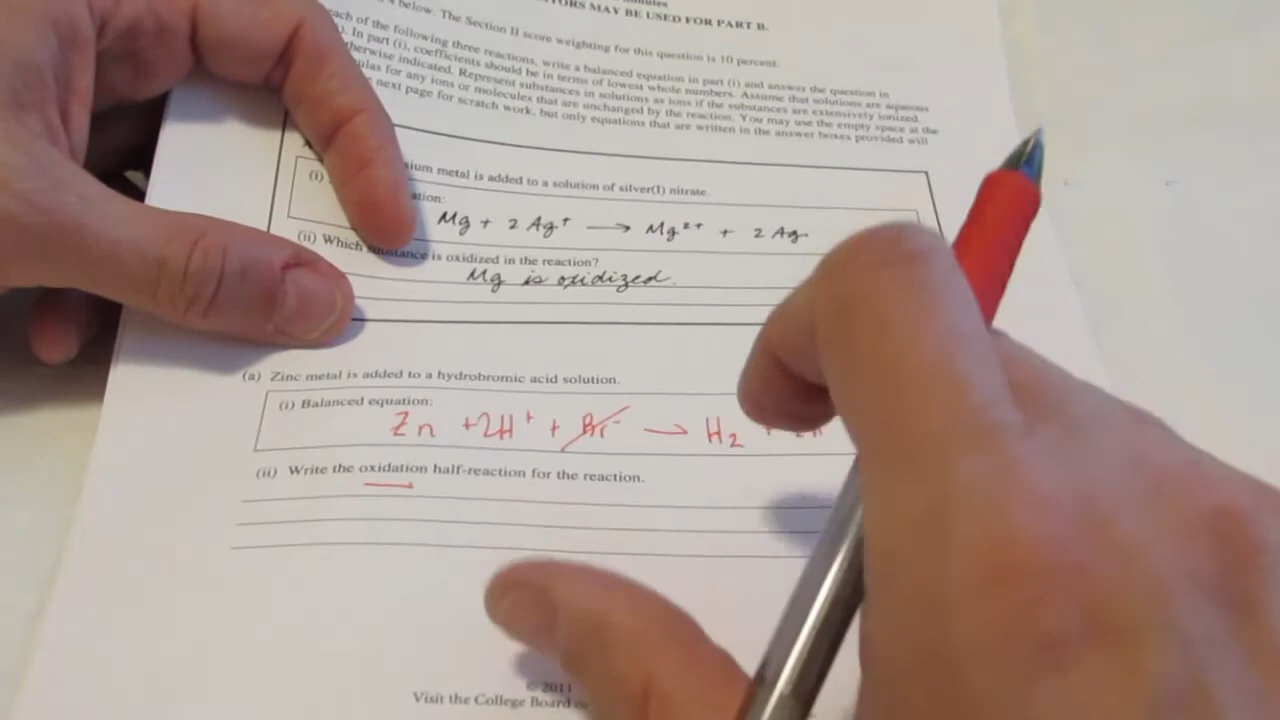 below. The Section II score weighting for this question is 10 percent.
MAY BE USED FOR PART B.
each of the following three reactions, write a balanced equation in part (i) and answer the question in
In part (i), coefficients should be in terms of lowest whole numbers. Assume that solutions are aqueous
otherwise indicated. Represent substances in solutions as ions if the substances are extensively ionized.
for any ions or molecules that are unchanged by the reaction. You may use the empty space at the
next page for scratch work, but only equations that are written in the answer boxes provided will
metal is added to a solution of silver(I) nitrate.
(i)
Mg + 2 Ag⁺ → Mg²⁺ + 2 Ag
(ii) Which substance is oxidized in the reaction?
Mg is oxidized.
(a) Zinc metal is added to a hydrobromic acid solution.
(i) Balanced equation:
Zn + 2H⁺ + Br⁻ → H₂ +
(ii) Write the oxidation half-reaction for the reaction.
© 2011
Visit the College Board